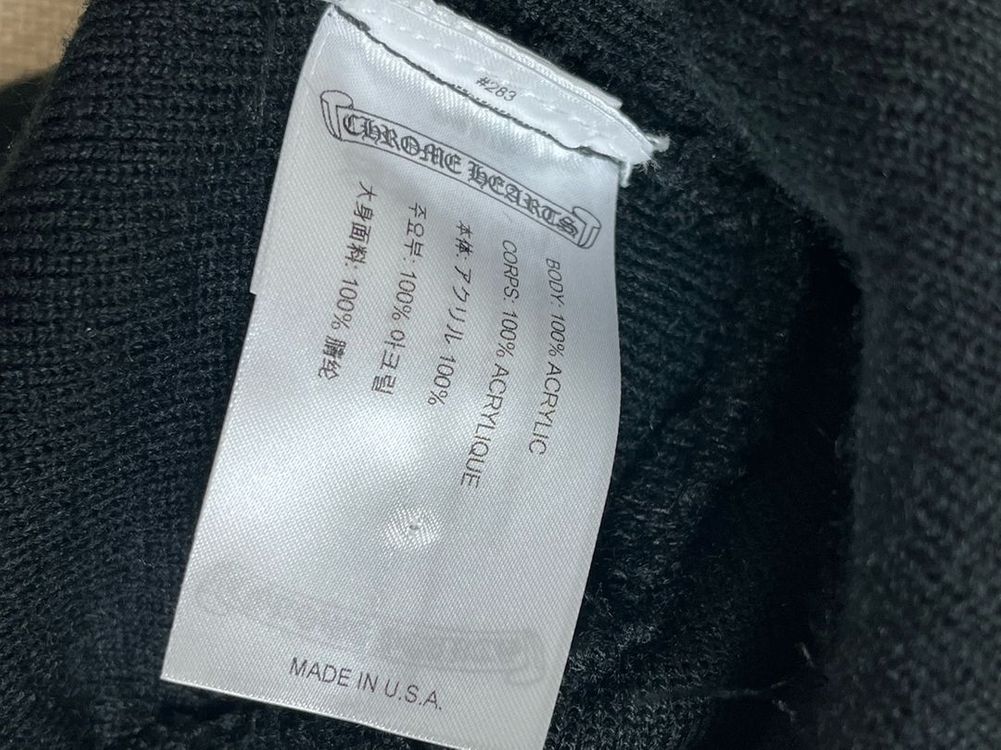 #283
CHROME HEARTS
BODY: 100% ACRYLIC
CORPS: 100% ACRYLIQUE
本体: アクリル 100%
주요부: 100% 아크릴
大身面料: 100% 腈纶
MADE IN U.S.A.